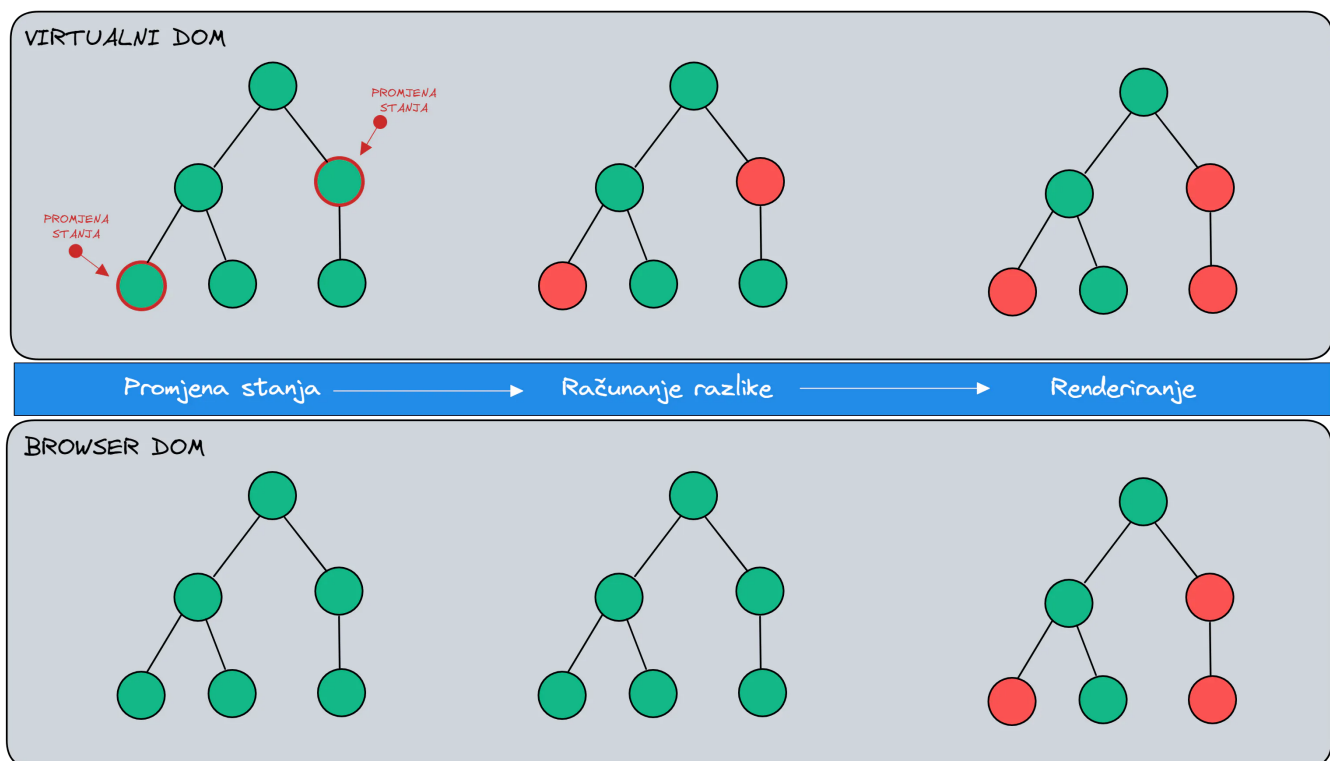 VIRTUALNI DOM
PROMJENA
STANJA
PROMJENA
STANJA
Promjena stanja
Računanje razlike
Renderiranje
BROWSER DOM